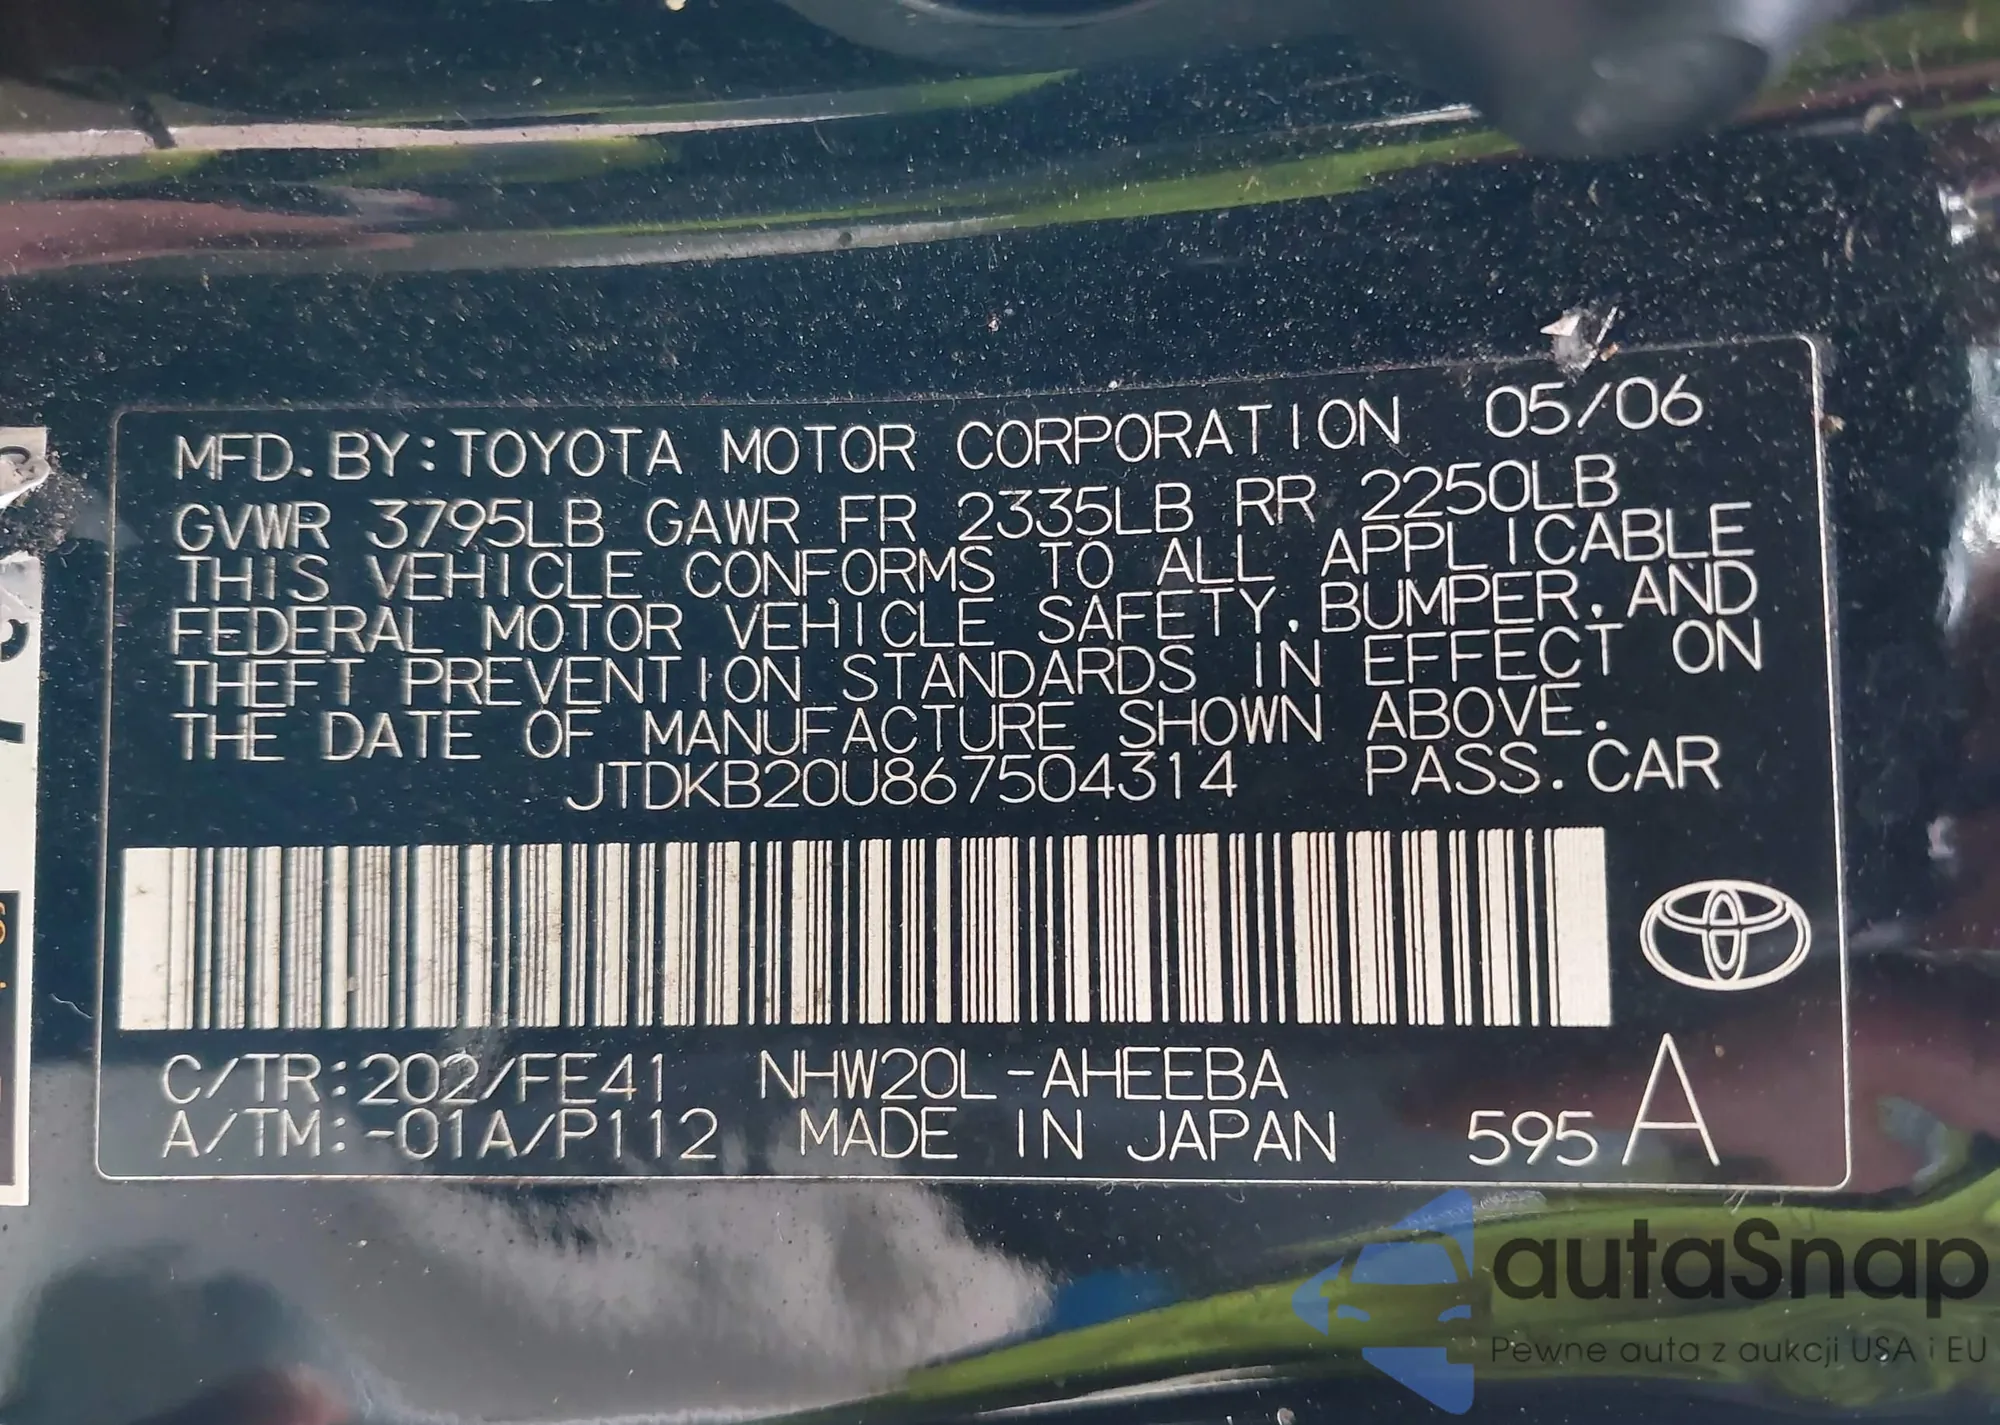 MFD. BY: TOYOTA MOTOR CORPORATION 05/06
GVWR 3795LB GAWR FR 2335LB RR 2250LB
THIS VEHICLE CONFORMS TO ALL APPLICABLE
FEDERAL MOTOR VEHICLE SAFETY, BUMPER, AND
THEFT PREVENTION STANDARDS IN EFFECT ON
THE DATE OF MANUFACTURE SHOWN ABOVE.
JTDKB20U867504314 PASS. CAR
C/TR:202/FE41 NHW20L-AHEEBA
A/TM:-01A/P112 MADE IN JAPAN 595 A
autaSnap
Pewne auta z aukcji USA i EU